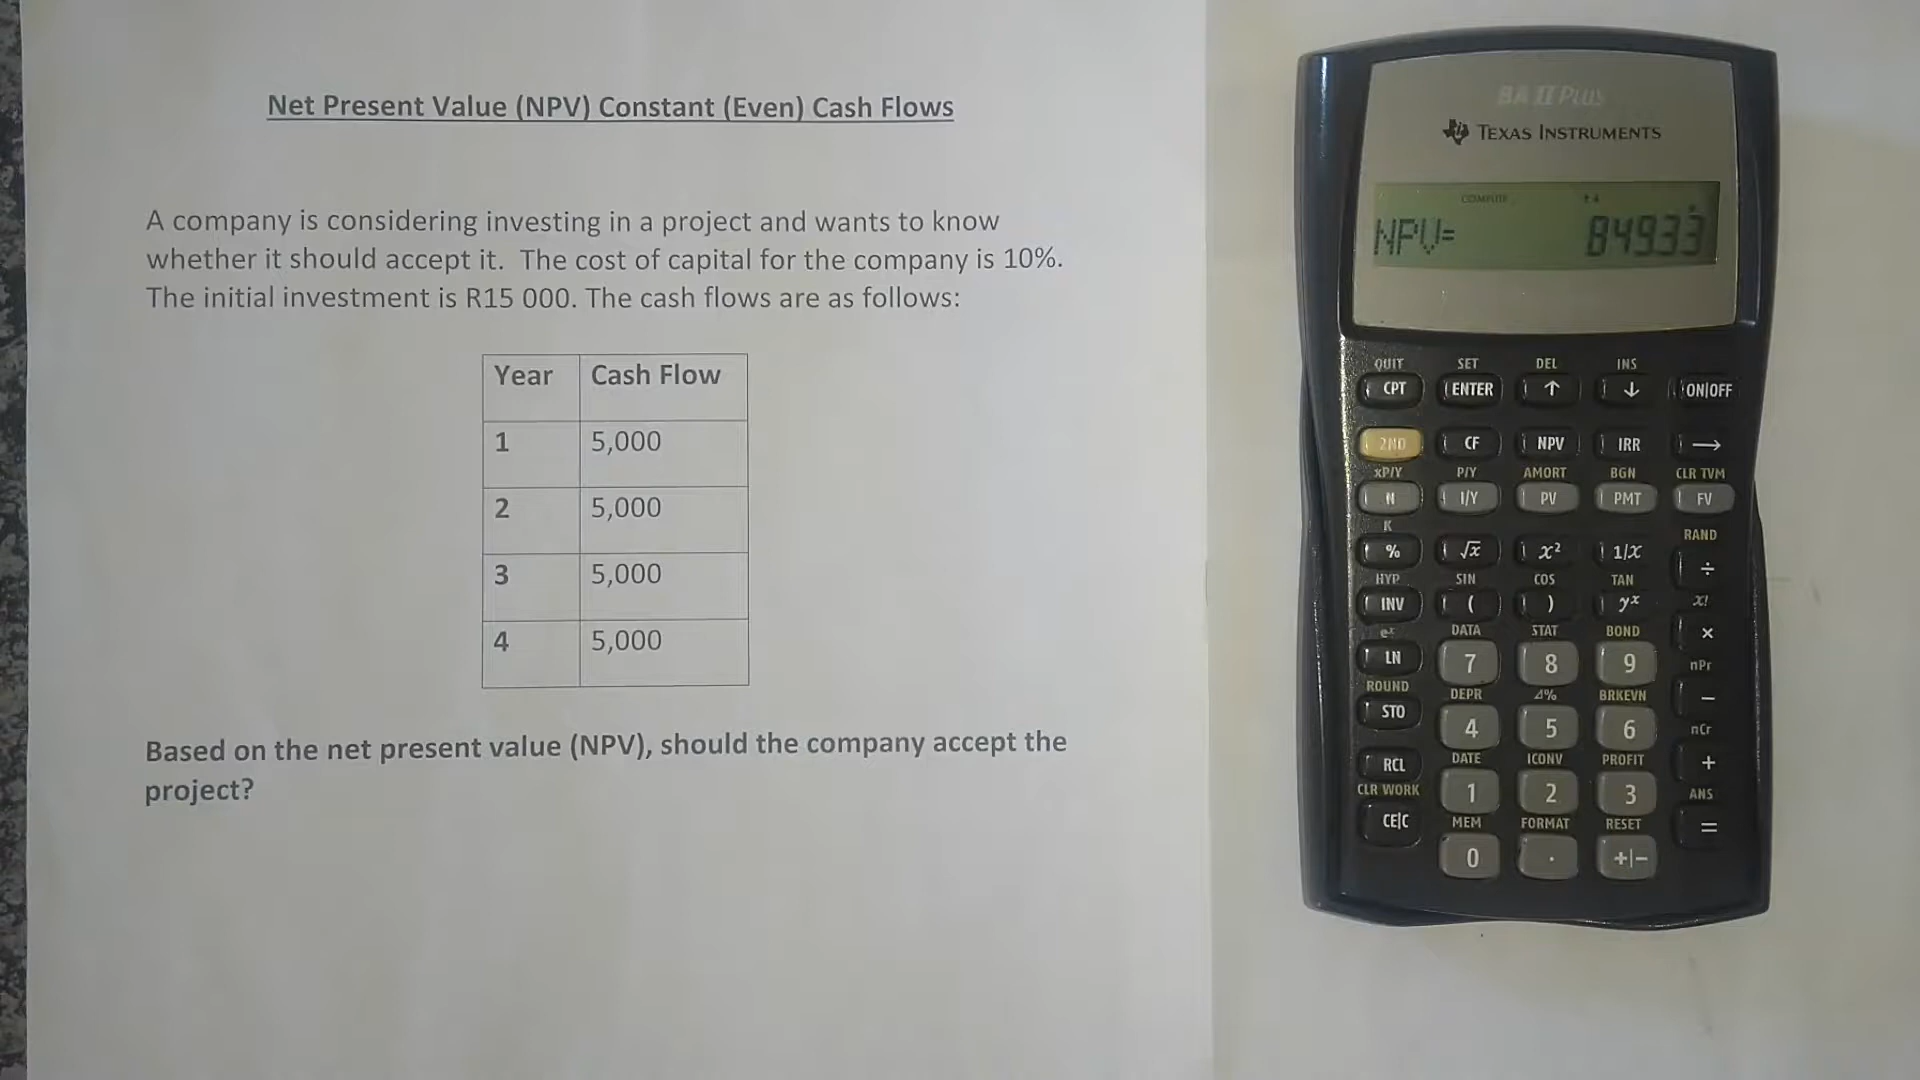 Net Present Value (NPV) Constant (Even) Cash Flows
A company is considering investing in a project and wants to know
whether it should accept it. The cost of capital for the company is 10%.
The initial investment is R15 000. The cash flows are as follows:
Year Cash Flow
1 5,000
2 5,000
3 5,000
4 5,000
Based on the net present value (NPV), should the company accept the
project?
BA II Plus
TEXAS INSTRUMENTS
COMPUTE
NPV= 849.33
QUIT SET DEL INS
CPT ENTER ↑ ↓ ON|OFF
2ND CF NPV IRR →
xP/Y P/Y AMORT BGN CLR TVM
N I/Y PV PMT FV
K RAND
% √x x² 1/x ÷
HYP SIN COS TAN x!
INV ( ) yˣ ×
eˣ DATA STAT BOND nPr
LN 7 8 9 −
ROUND DEPR Δ% BRKEVN nCr
STO 4 5 6 +
DATE ICONV PROFIT ANS
RCL 1 2 3 =
CLR WORK MEM FORMAT RESET
CE|C 0 . +|−